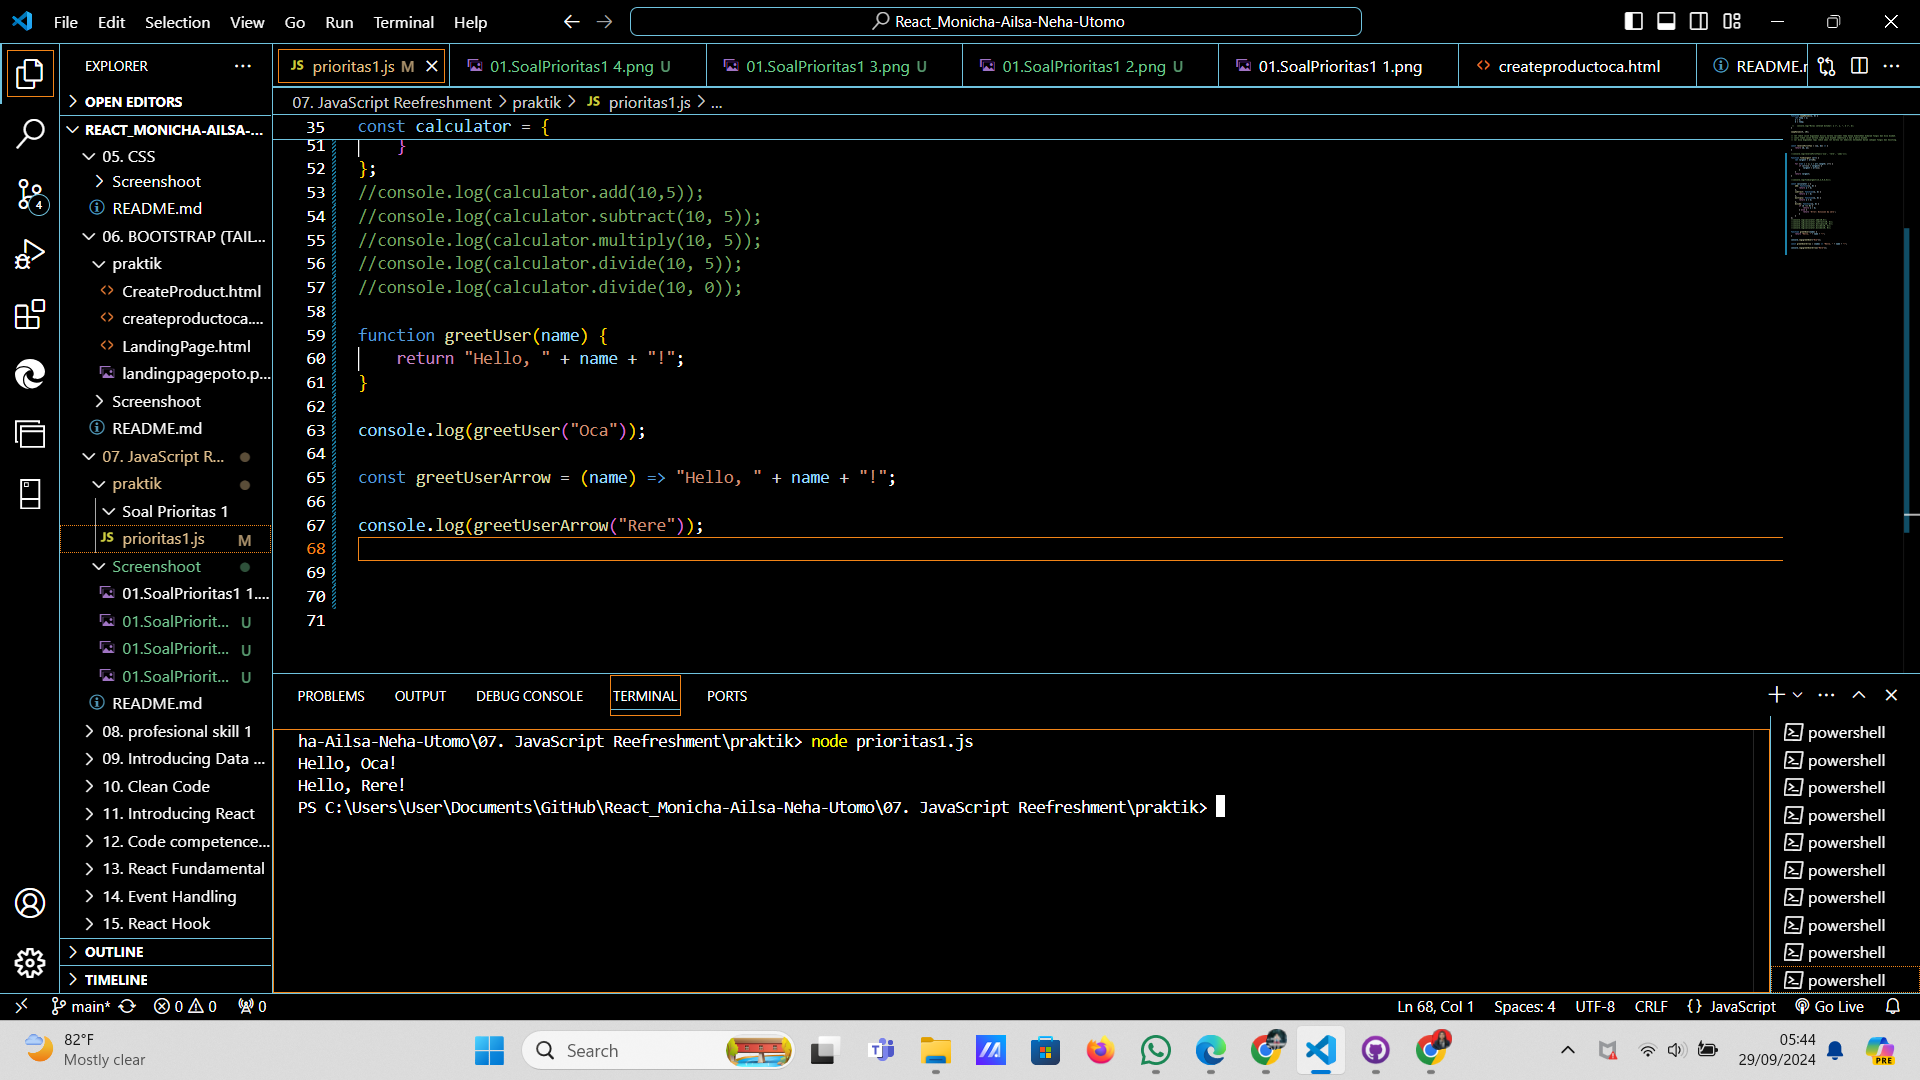 File Edit Selection View Go Run Terminal Help
React_Monicha-Ailsa-Neha-Utomo
EXPLORER
OPEN EDITORS
REACT_MONICHA-AILSA-...
05. CSS
Screenshoot
README.md
06. BOOTSTRAP (TAIL...
praktik
CreateProduct.html
createproductoca....
LandingPage.html
landingpagepoto.p...
Screenshoot
README.md
07. JavaScript R...
praktik
Soal Prioritas 1
JS prioritas1.js M
Screenshoot
01.SoalPrioritas1 1....
01.SoalPriorit... U
01.SoalPriorit... U
01.SoalPriorit... U
README.md
08. profesional skill 1
09. Introducing Data ...
10. Clean Code
11. Introducing React
12. Code competence...
13. React Fundamental
14. Event Handling
15. React Hook
OUTLINE
TIMELINE
4
JS prioritas1.js M
01.SoalPrioritas1 4.png U
01.SoalPrioritas1 3.png U
01.SoalPrioritas1 2.png U
01.SoalPrioritas1 1.png
createproductoca.html
README.r
07. JavaScript Reefreshment > praktik > JS prioritas1.js > ...
35 const calculator = {
51 }
52 };
53 //console.log(calculator.add(10,5));
54 //console.log(calculator.subtract(10, 5));
55 //console.log(calculator.multiply(10, 5));
56 //console.log(calculator.divide(10, 5));
57 //console.log(calculator.divide(10, 0));
58
59 function greetUser(name) {
60 return "Hello, " + name + "!";
61 }
62
63 console.log(greetUser("Oca"));
64
65 const greetUserArrow = (name) => "Hello, " + name + "!";
66
67 console.log(greetUserArrow("Rere"));
68
69
70
71
PROBLEMS OUTPUT DEBUG CONSOLE TERMINAL PORTS
ha-Ailsa-Neha-Utomo\07. JavaScript Reefreshment\praktik> node prioritas1.js
Hello, Oca!
Hello, Rere!
PS C:\Users\User\Documents\GitHub\React_Monicha-Ailsa-Neha-Utomo\07. JavaScript Reefreshment\praktik>
powershell
powershell
powershell
powershell
powershell
powershell
powershell
powershell
powershell
powershell
main* 0 0 0
Ln 68, Col 1 Spaces: 4 UTF-8 CRLF {} JavaScript Go Live
82°F
Mostly clear
Search
05:44
29/09/2024
PRE